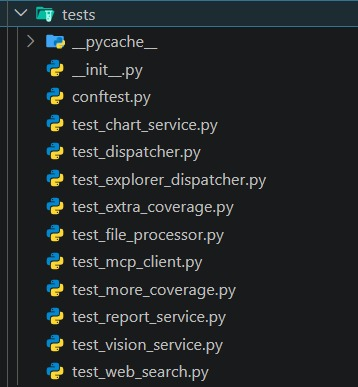 tests
__pycache__
__init__.py
conftest.py
test_chart_service.py
test_dispatcher.py
test_explorer_dispatcher.py
test_extra_coverage.py
test_file_processor.py
test_mcp_client.py
test_more_coverage.py
test_report_service.py
test_vision_service.py
test_web_search.py